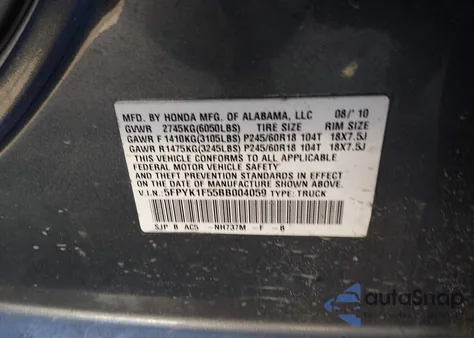 MFD. BY HONDA MFG. OF ALABAMA, LLC 08/'10
GVWR 2745KG(6050LBS) TIRE SIZE RIM SIZE
GAWR F 1410KG(3105LBS) P245/60R18 104T 18X7.5J
GAWR R 1475KG(3245LBS) P245/60R18 104T 18X7.5J
THIS VEHICLE CONFORMS TO ALL APPLICABLE
FEDERAL MOTOR VEHICLE SAFETY
AND THEFT PREVENTION STANDARDS IN EFFECT ON
THE DATE OF MANUFACTURE SHOWN ABOVE.
V.I.N. 5FPYK1F55BB004059 TYPE: TRUCK
SJP B AC5 -NH737M -F -B
autoSnap